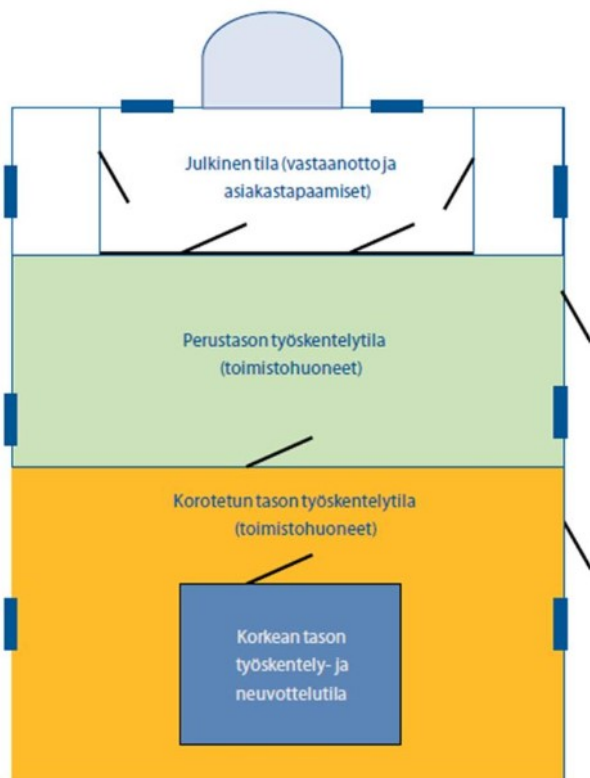 Julkinen tila (vastaanotto ja
asiakastapaamiset)
Perustason työskentelytila
(toimistohuoneet)
Korotetun tason työskentelytila
(toimistohuoneet)
Korkean tason
työskentely- ja
neuvottelutila